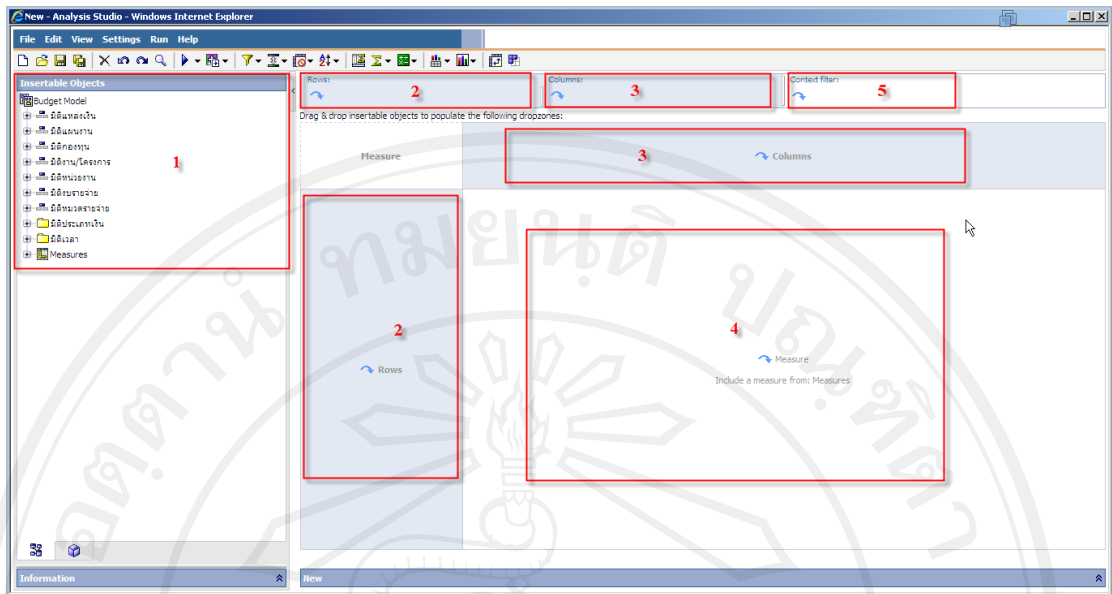 New - Analysis Studio - Windows Internet Explorer
File Edit View Settings Run Help
Insertable Objects
Budget Model
มิติแหล่งเงิน
มิติแผนงาน
มิติกองทุน
มิติงาน/โครงการ
มิติหน่วยงาน
มิติงบรายจ่าย
มิติหมวดรายจ่าย
มิติประเภทเงิน
มิติเวลา
Measures
1
Rows:
2
Columns:
3
Context filter:
5
Drag & drop insertable objects to populate the following dropzones:
Measure
3
Columns
2
Rows
4
Measure
Include a measure from: Measures
Information
New